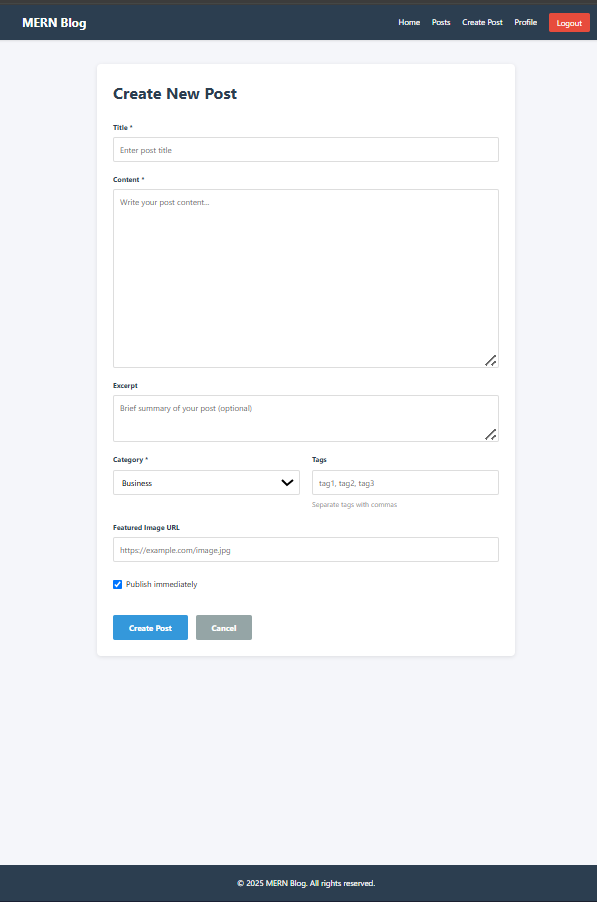 MERN Blog
Home Posts Create Post Profile Logout
Create New Post
Title *
Enter post title
Content *
Write your post content...
Excerpt
Brief summary of your post (optional)
Category * Tags
Business tag1, tag2, tag3
Separate tags with commas
Featured Image URL
https://example.com/image.jpg
Publish immediately
Create Post Cancel
© 2025 MERN Blog. All rights reserved.